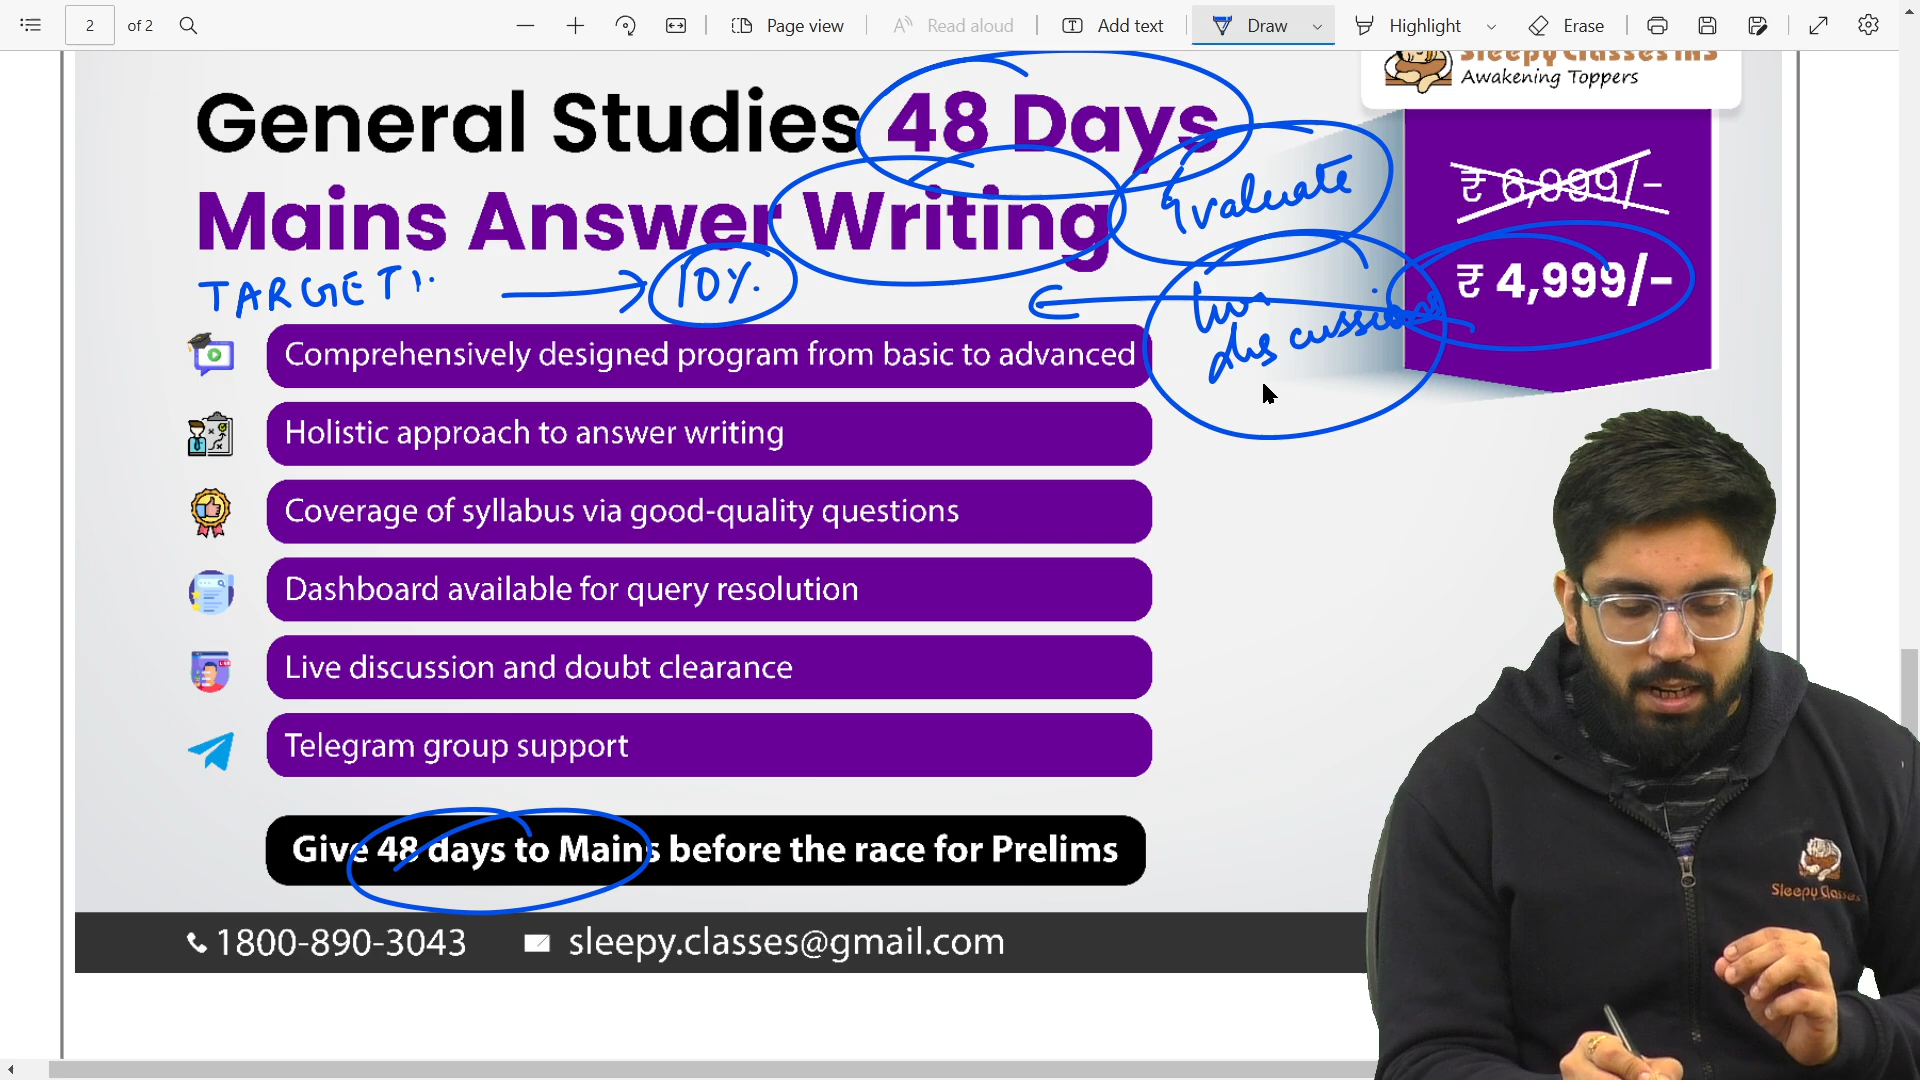 2 of 2 Page view Read aloud Add text Draw Highlight Erase
Sleepy Classes IAS
Awakening Toppers
General Studies 48 Days
Mains Answer Writing
Evaluate
₹ 6,999/-
₹ 4,999/-
TARGET
10%
live
discussions
Comprehensively designed program from basic to advanced
Holistic approach to answer writing
Coverage of syllabus via good-quality questions
Dashboard available for query resolution
Live discussion and doubt clearance
Telegram group support
Give 48 days to Mains before the race for Prelims
1800-890-3043 sleepy.classes@gmail.com
Sleepy Classes